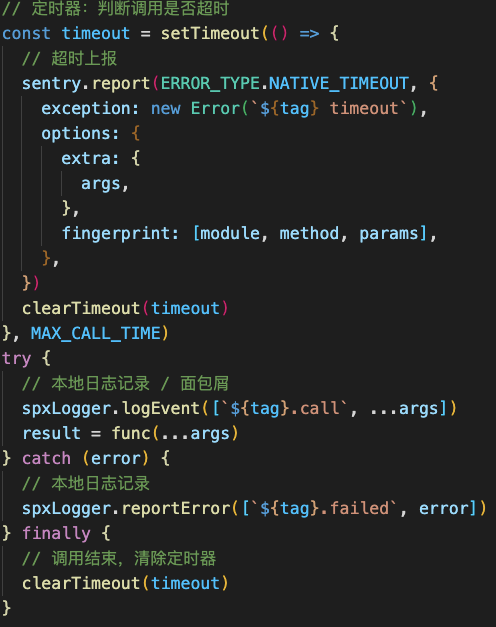 // 定时器：判断调用是否超时
const timeout = setTimeout(() => {
  // 超时上报
  sentry.report(ERROR_TYPE.NATIVE_TIMEOUT, {
    exception: new Error(`${tag} timeout`),
    options: {
      extra: {
        args,
      },
      fingerprint: [module, method, params],
    },
  })
  clearTimeout(timeout)
}, MAX_CALL_TIME)
try {
  // 本地日志记录 / 面包屑
  spxLogger.logEvent([`${tag}.call`, ...args])
  result = func(...args)
} catch (error) {
  // 本地日志记录
  spxLogger.reportError([`${tag}.failed`, error])
} finally {
  // 调用结束，清除定时器
  clearTimeout(timeout)
}